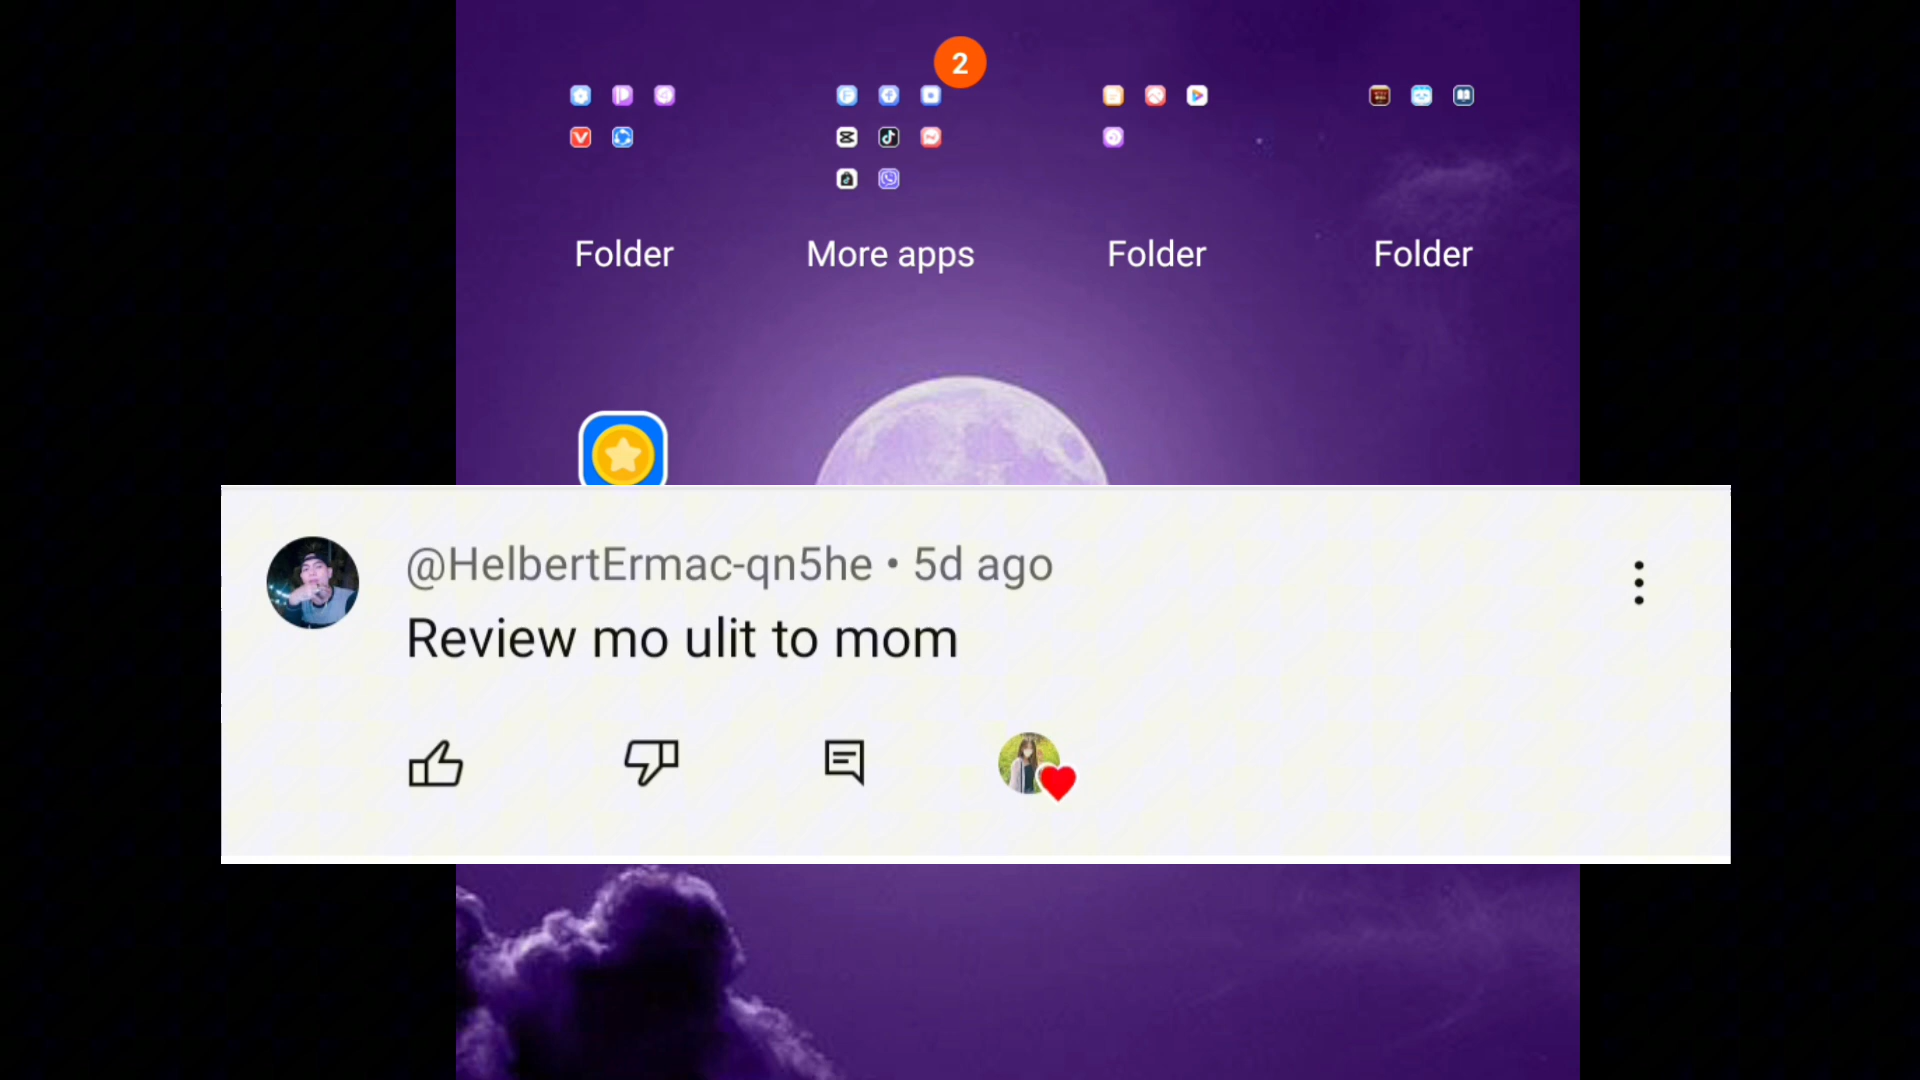 2
Folder
More apps
Folder
Folder
@HelbertErmac-qn5he • 5d ago
Review mo ulit to mom